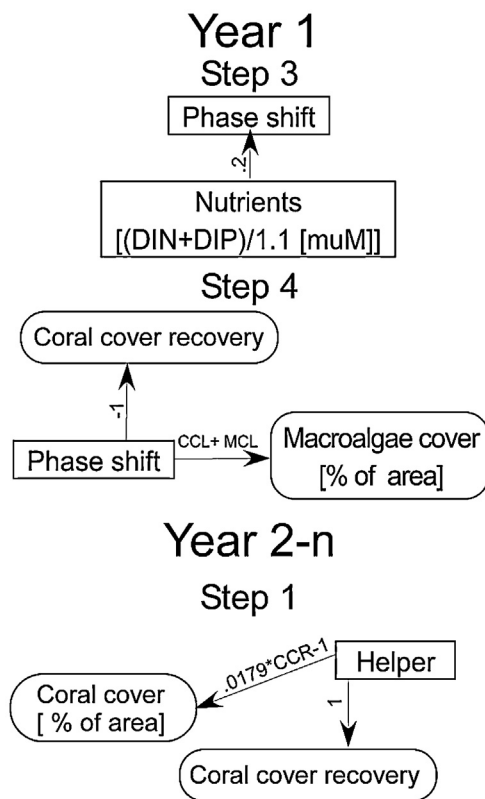 Year 1
Step 3
Phase shift
.2
Nutrients
[(DIN+DIP)/1.1 [muM]]
Step 4
Coral cover recovery
-1
CCL+ MCL
Phase shift
Macroalgae cover
[% of area]
Year 2-n
Step 1
.0179*CCR-1
Helper
Coral cover
[ % of area]
1
Coral cover recovery